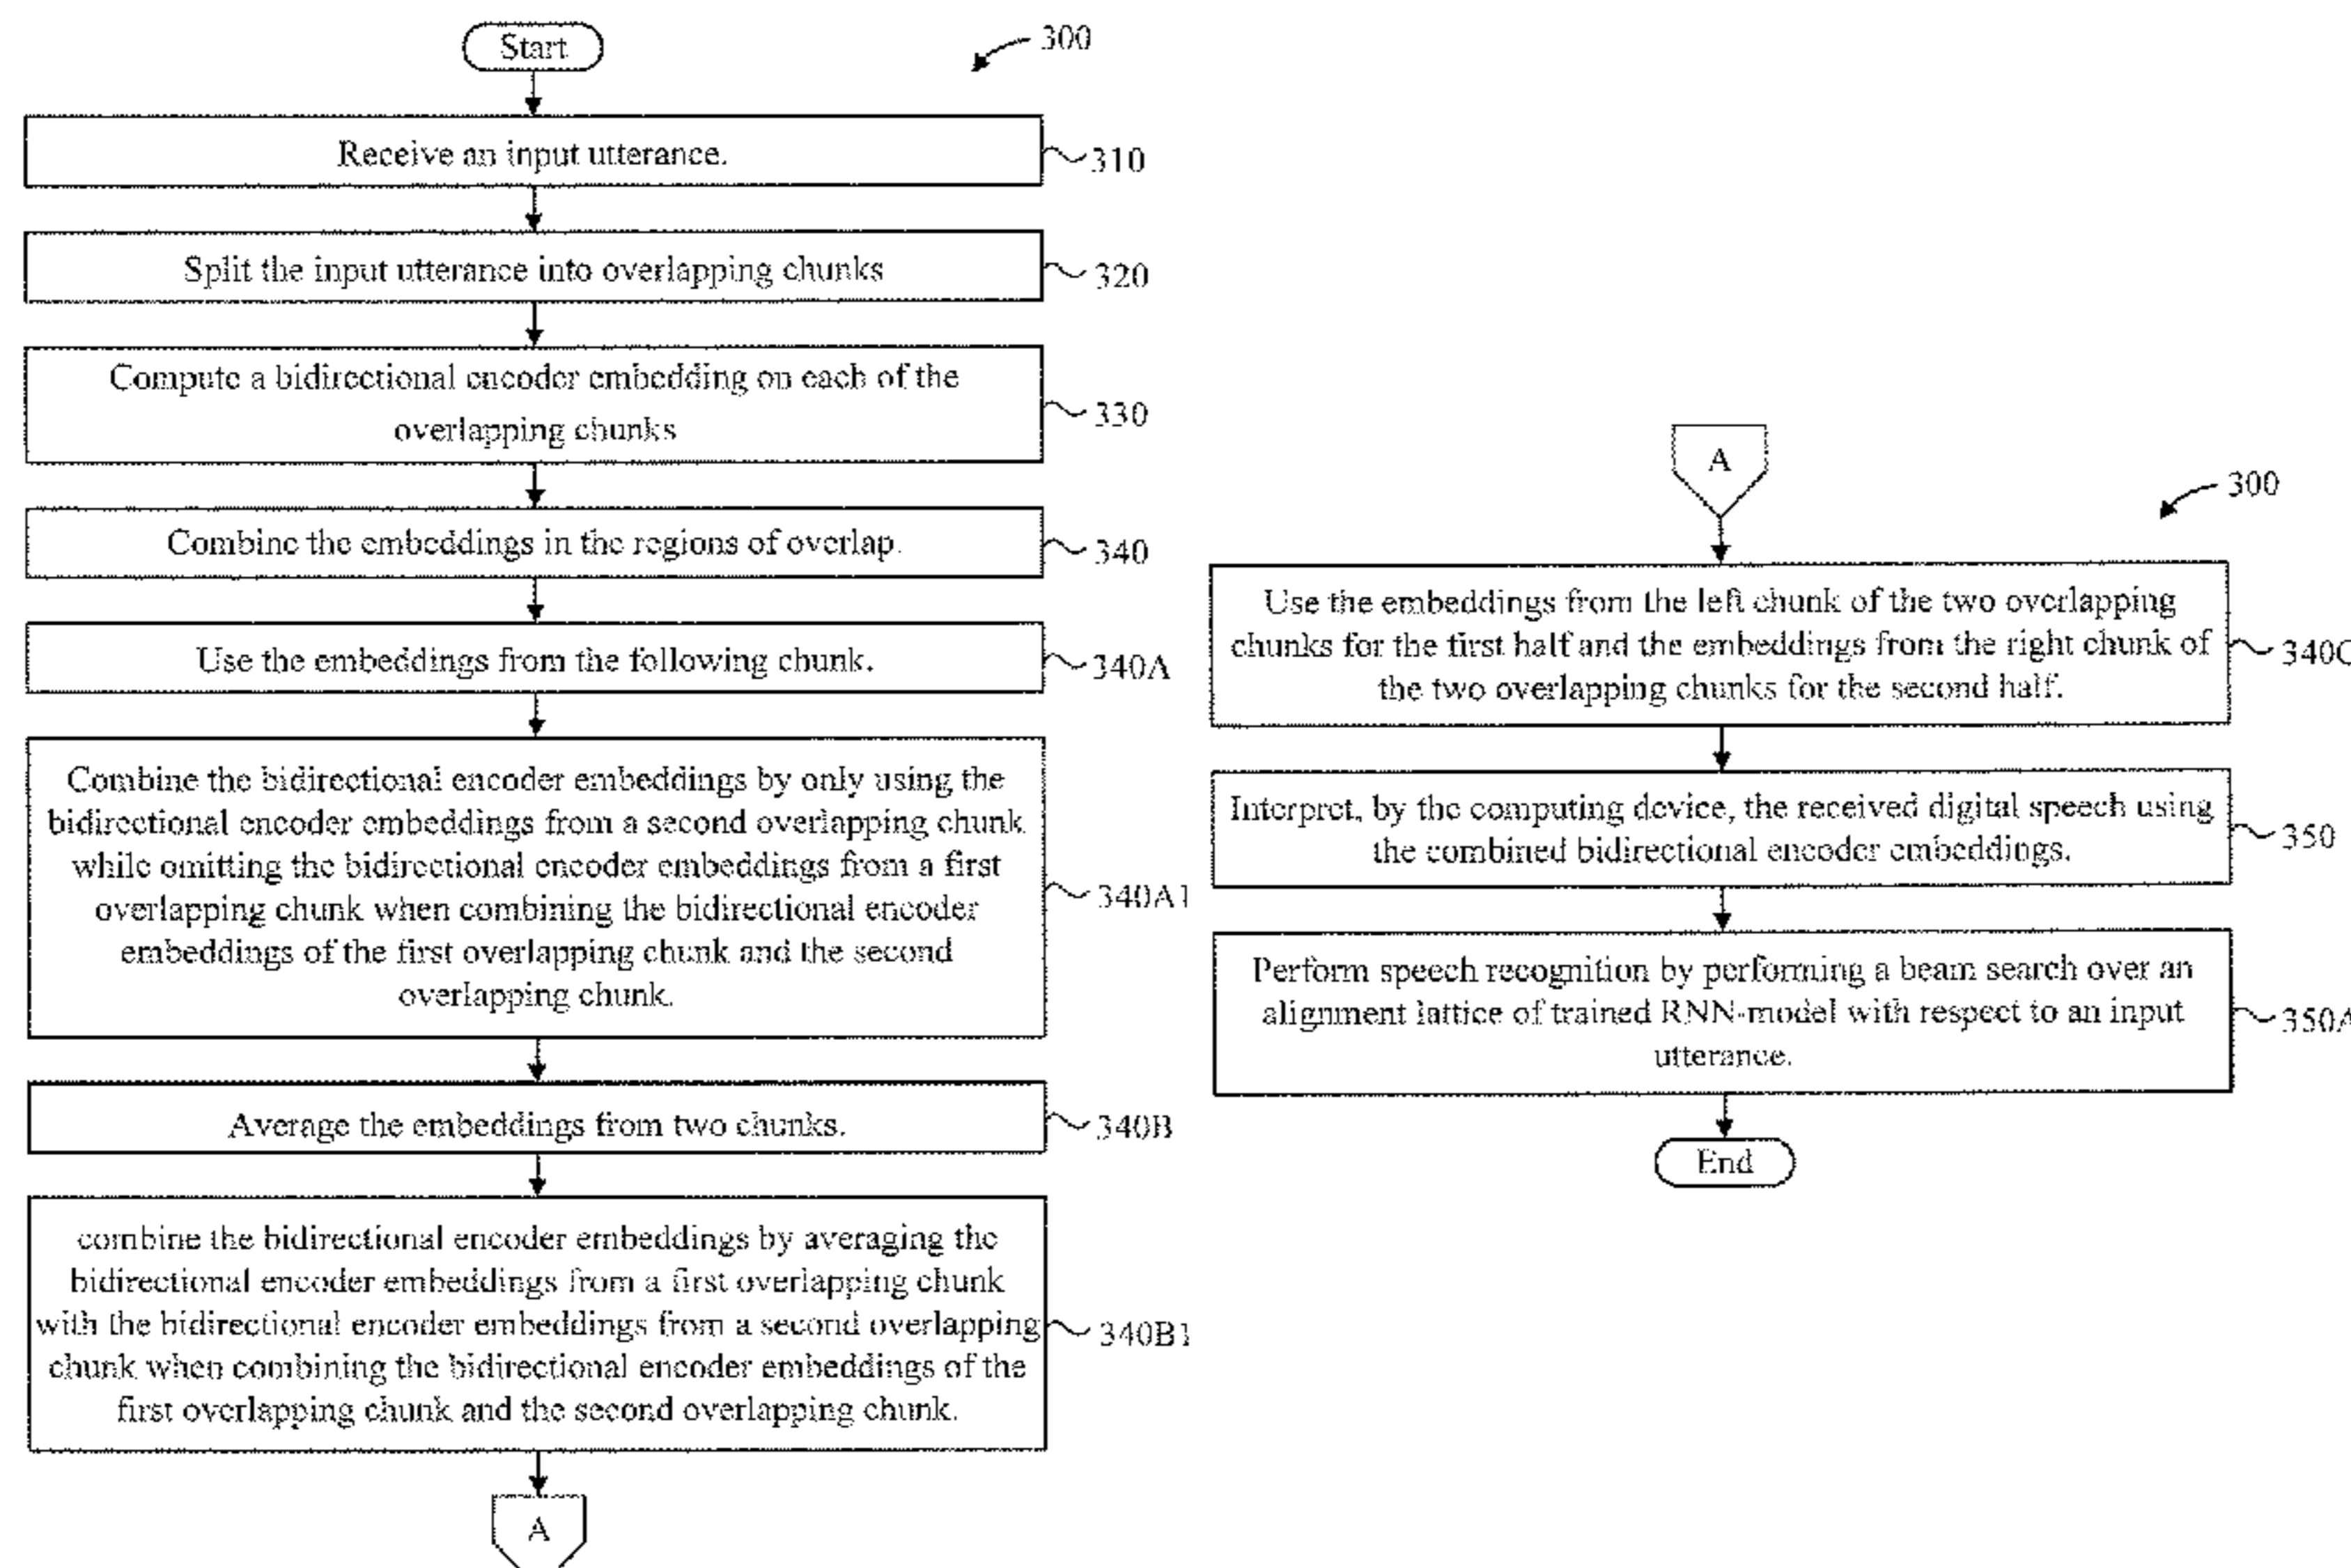 Start
300
Receive an input utterance.
310
Split the input utterance into overlapping chunks
320
Compute a bidirectional encoder embedding on each of the
overlapping chunks
330
Combine the embeddings in the regions of overlap.
340
Use the embeddings from the following chunk.
340A
Combine the bidirectional encoder embeddings by only using the
bidirectional encoder embeddings from a second overlapping chunk
while omitting the bidirectional encoder embeddings from a first
overlapping chunk when combining the bidirectional encoder
embeddings of the first overlapping chunk and the second
overlapping chunk.
340A1
Average the embeddings from two chunks.
340B
combine the bidirectional encoder embeddings by averaging the
bidirectional encoder embeddings from a first overlapping chunk
with the bidirectional encoder embeddings from a second overlapping
chunk when combining the bidirectional encoder embeddings of the
first overlapping chunk and the second overlapping chunk.
340B1
A
A
300
Use the embeddings from the left chunk of the two overlapping
chunks for the first half and the embeddings from the right chunk of
the two overlapping chunks for the second half.
340C
Interpret, by the computing device, the received digital speech using
the combined bidirectional encoder embeddings.
350
Perform speech recognition by performing a beam search over an
alignment lattice of trained RNN-model with respect to an input
utterance.
350A
End